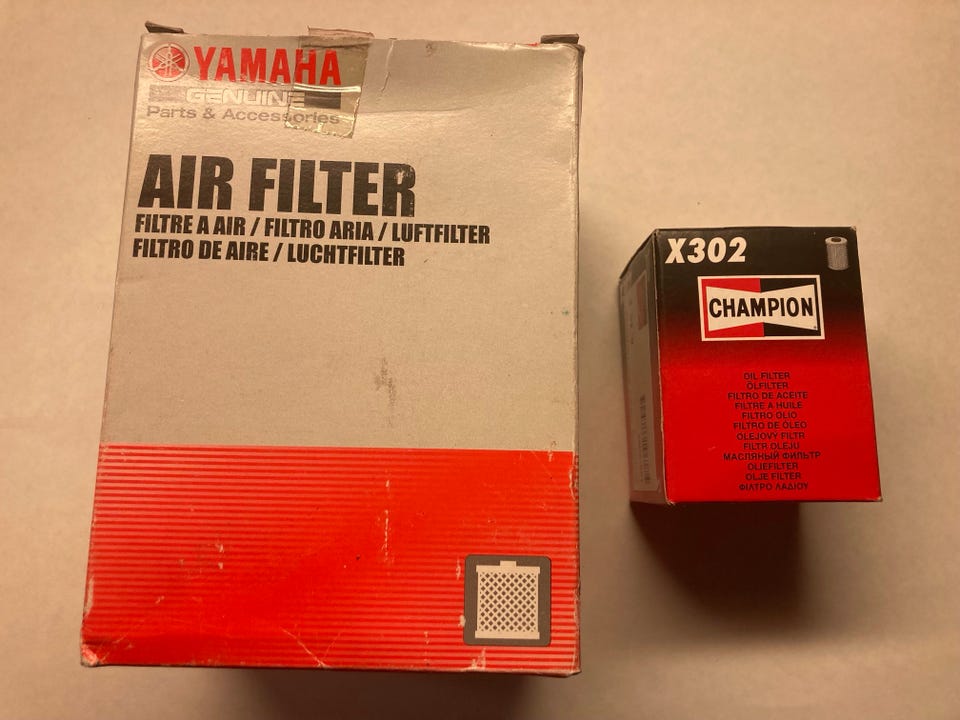 YAMAHA
GENUINE
Parts & Accessories
AIR FILTER
FILTRE A AIR / FILTRO ARIA / LUFTFILTER
FILTRO DE AIRE / LUCHTFILTER
X302
CHAMPION
OIL FILTER
ÖLFILTER
FILTRO DE ACEITE
FILTRE A HUILE
FILTRO OLIO
FILTRO DE ÓLEO
OLEJOVÝ FILTR
FILTR OLEJU
МАСЛЯНЫЙ ФИЛЬТР
OLIEFILTER
OLJE FILTER
ΦΙΛΤΡΟ ΛΑΔΙΟΥ